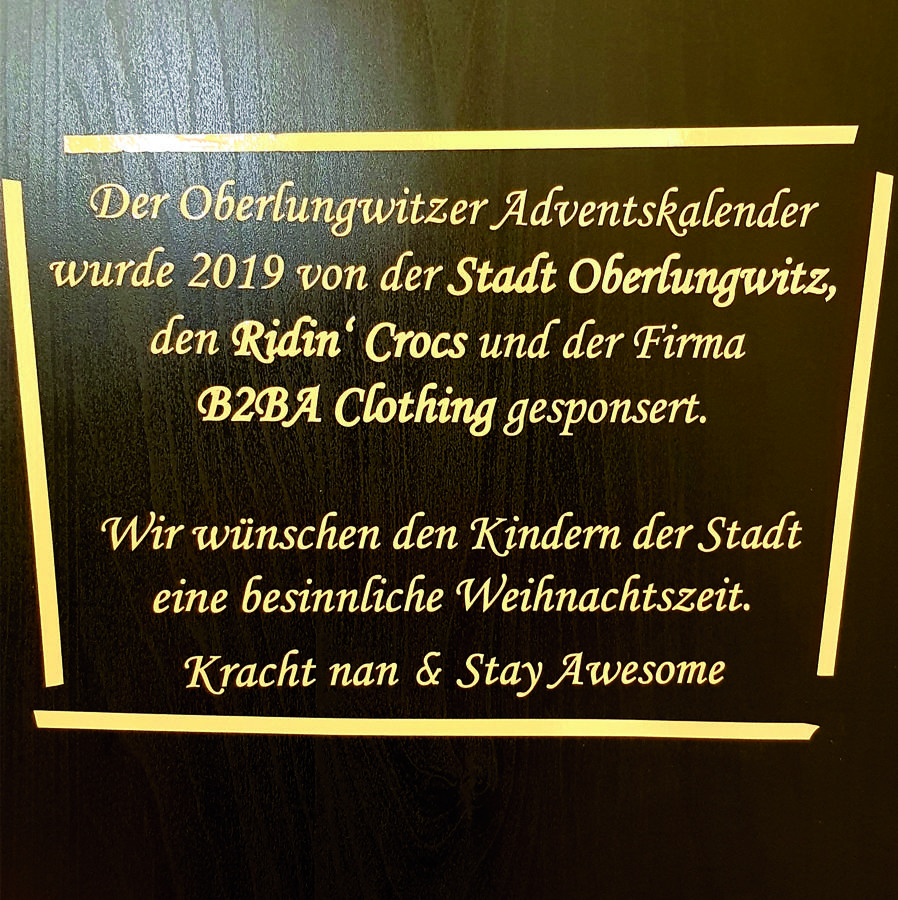 Der Oberlungwitzer Adventskalender
wurde 2019 von der Stadt Oberlungwitz,
den Ridin‘ Crocs und der Firma
B2BA Clothing gesponsert.
Wir wünschen den Kindern der Stadt
eine besinnliche Weihnachtszeit.
Kracht nan & Stay Awesome